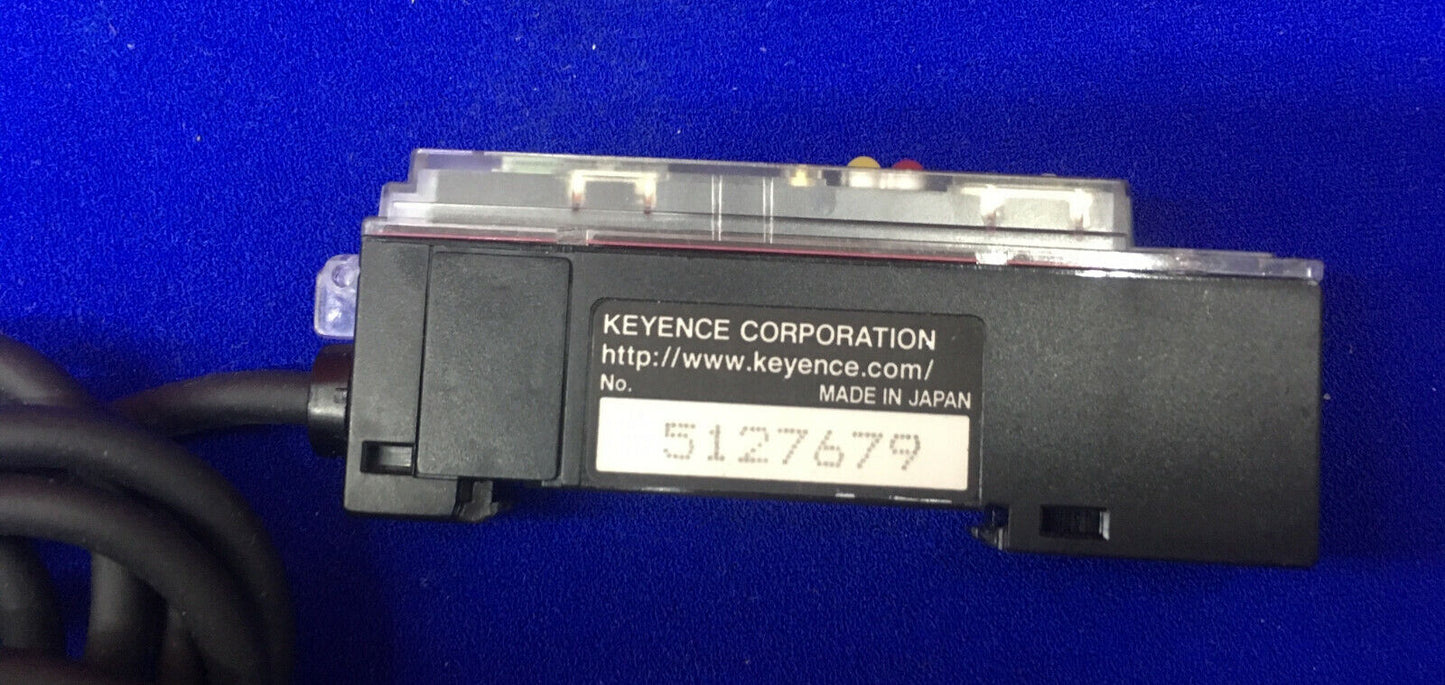 KEYENCE CORPORATION
http://www.keyence.com/
No.
MADE IN JAPAN
5127679